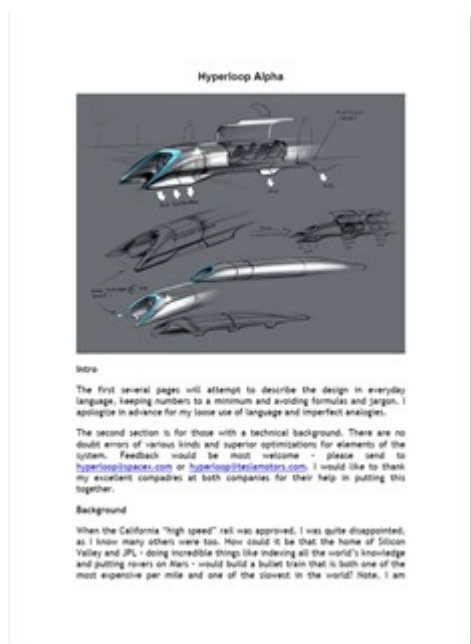 Hyperloop Alpha
Intro
The first several pages will attempt to describe the design in everyday
language, keeping numbers to a minimum and avoiding formulas and jargon. I
apologize in advance for my loose use of language and imperfect analogies.
The second section is for those with a technical background. There are no
doubt errors of various kinds and superior optimizations for elements of the
system. Feedback would be most welcome - please send to
hyperloop@spacex.com or hyperloop@teslamotors.com. I would like to thank
my excellent compadres at both companies for their help in putting this
together.
Background
When the California “high speed” rail was approved, I was quite disappointed,
as I know many others were too. How could it be that the home of Silicon
Valley and JPL - doing incredible things like indexing all the world’s knowledge
and putting rovers on Mars - would build a bullet train that is both one of the
most expensive per mile and one of the slowest in the world? Note, I am